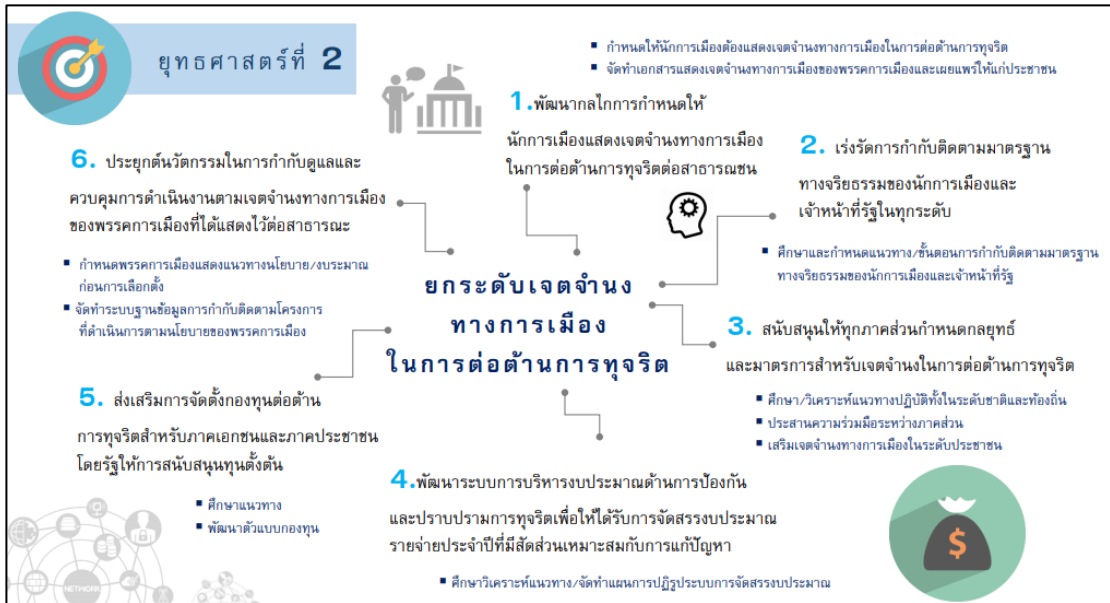 ยุทธศาสตร์ที่ 2
▪ กำหนดให้นักการเมืองต้องแสดงเจตจำนงทางการเมืองในการต่อต้านการทุจริต
▪ จัดทำเอกสารแสดงเจตจำนงทางการเมืองของพรรคการเมืองและเผยแพร่ให้แก่ประชาชน
1.พัฒนากลไกการกำหนดให้
นักการเมืองแสดงเจตจำนงทางการเมือง
ในการต่อต้านการทุจริตต่อสาธารณชน
2. เร่งรัดการกำกับติดตามมาตรฐาน
ทางจริยธรรมของนักการเมืองและ
เจ้าหน้าที่รัฐในทุกระดับ
▪ ศึกษาและกำหนดแนวทาง/ขั้นตอนการกำกับติดตามมาตรฐาน
ทางจริยธรรมของนักการเมืองและเจ้าหน้าที่รัฐ
6. ประยุกต์นวัตกรรมในการกำกับดูแลและ
ควบคุมการดำเนินงานตามเจตจำนงทางการเมือง
ของพรรคการเมืองที่ได้แสดงไว้ต่อสาธารณะ
▪ กำหนดพรรคการเมืองแสดงแนวทางนโยบาย/งบประมาณ
ก่อนการเลือกตั้ง
▪ จัดทำระบบฐานข้อมูลการกำกับติดตามโครงการ
ที่ดำเนินการตามนโยบายของพรรคการเมือง
ยกระดับเจตจำนง
ทางการเมือง
ในการต่อต้านการทุจริต
3. สนับสนุนให้ทุกภาคส่วนกำหนดกลยุทธ์
และมาตรการสำหรับเจตจำนงในการต่อต้านการทุจริต
▪ ศึกษา/วิเคราะห์แนวทางปฏิบัติทั้งในระดับชาติและท้องถิ่น
▪ ประสานความร่วมมือระหว่างภาคส่วน
▪ เสริมเจตจำนงทางการเมืองในระดับประชาชน
5. ส่งเสริมการจัดตั้งกองทุนต่อต้าน
การทุจริตสำหรับภาคเอกชนและภาคประชาชน
โดยรัฐให้การสนับสนุนทุนตั้งต้น
▪ ศึกษาแนวทาง
▪ พัฒนาตัวแบบกองทุน
4.พัฒนาระบบการบริหารงบประมาณด้านการป้องกัน
และปราบปรามการทุจริตเพื่อให้ได้รับการจัดสรรงบประมาณ
รายจ่ายประจำปีที่มีสัดส่วนเหมาะสมกับการแก้ปัญหา
▪ ศึกษาวิเคราะห์แนวทาง/จัดทำแผนการปฏิรูประบบการจัดสรรงบประมาณ
NETWORK
$